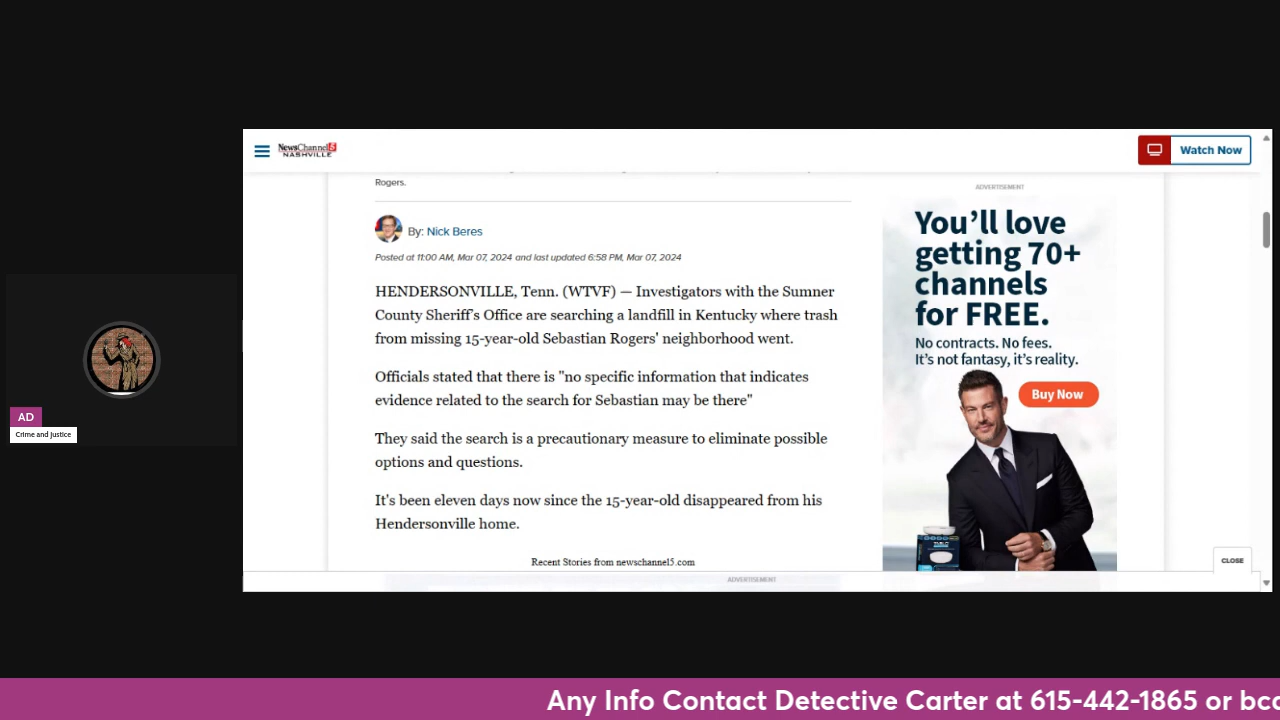 NewsChannel 5
NASHVILLE
Watch Now
Rogers.
By: Nick Beres
Posted at 11:00 AM, Mar 07, 2024 and last updated 6:58 PM, Mar 07, 2024
HENDERSONVILLE, Tenn. (WTVF) — Investigators with the Sumner
County Sheriff's Office are searching a landfill in Kentucky where trash
from missing 15-year-old Sebastian Rogers' neighborhood went.
Officials stated that there is "no specific information that indicates
evidence related to the search for Sebastian may be there"
They said the search is a precautionary measure to eliminate possible
options and questions.
It's been eleven days now since the 15-year-old disappeared from his
Hendersonville home.
Recent Stories from newschannel5.com
ADVERTISEMENT
You'll love
getting 70+
channels
for FREE.
No contracts. No fees.
It's not fantasy, it's reality.
Buy Now
CLOSE
ADVERTISEMENT
AD
Crime and Justice
Any Info Contact Detective Carter at 615-442-1865 or bca